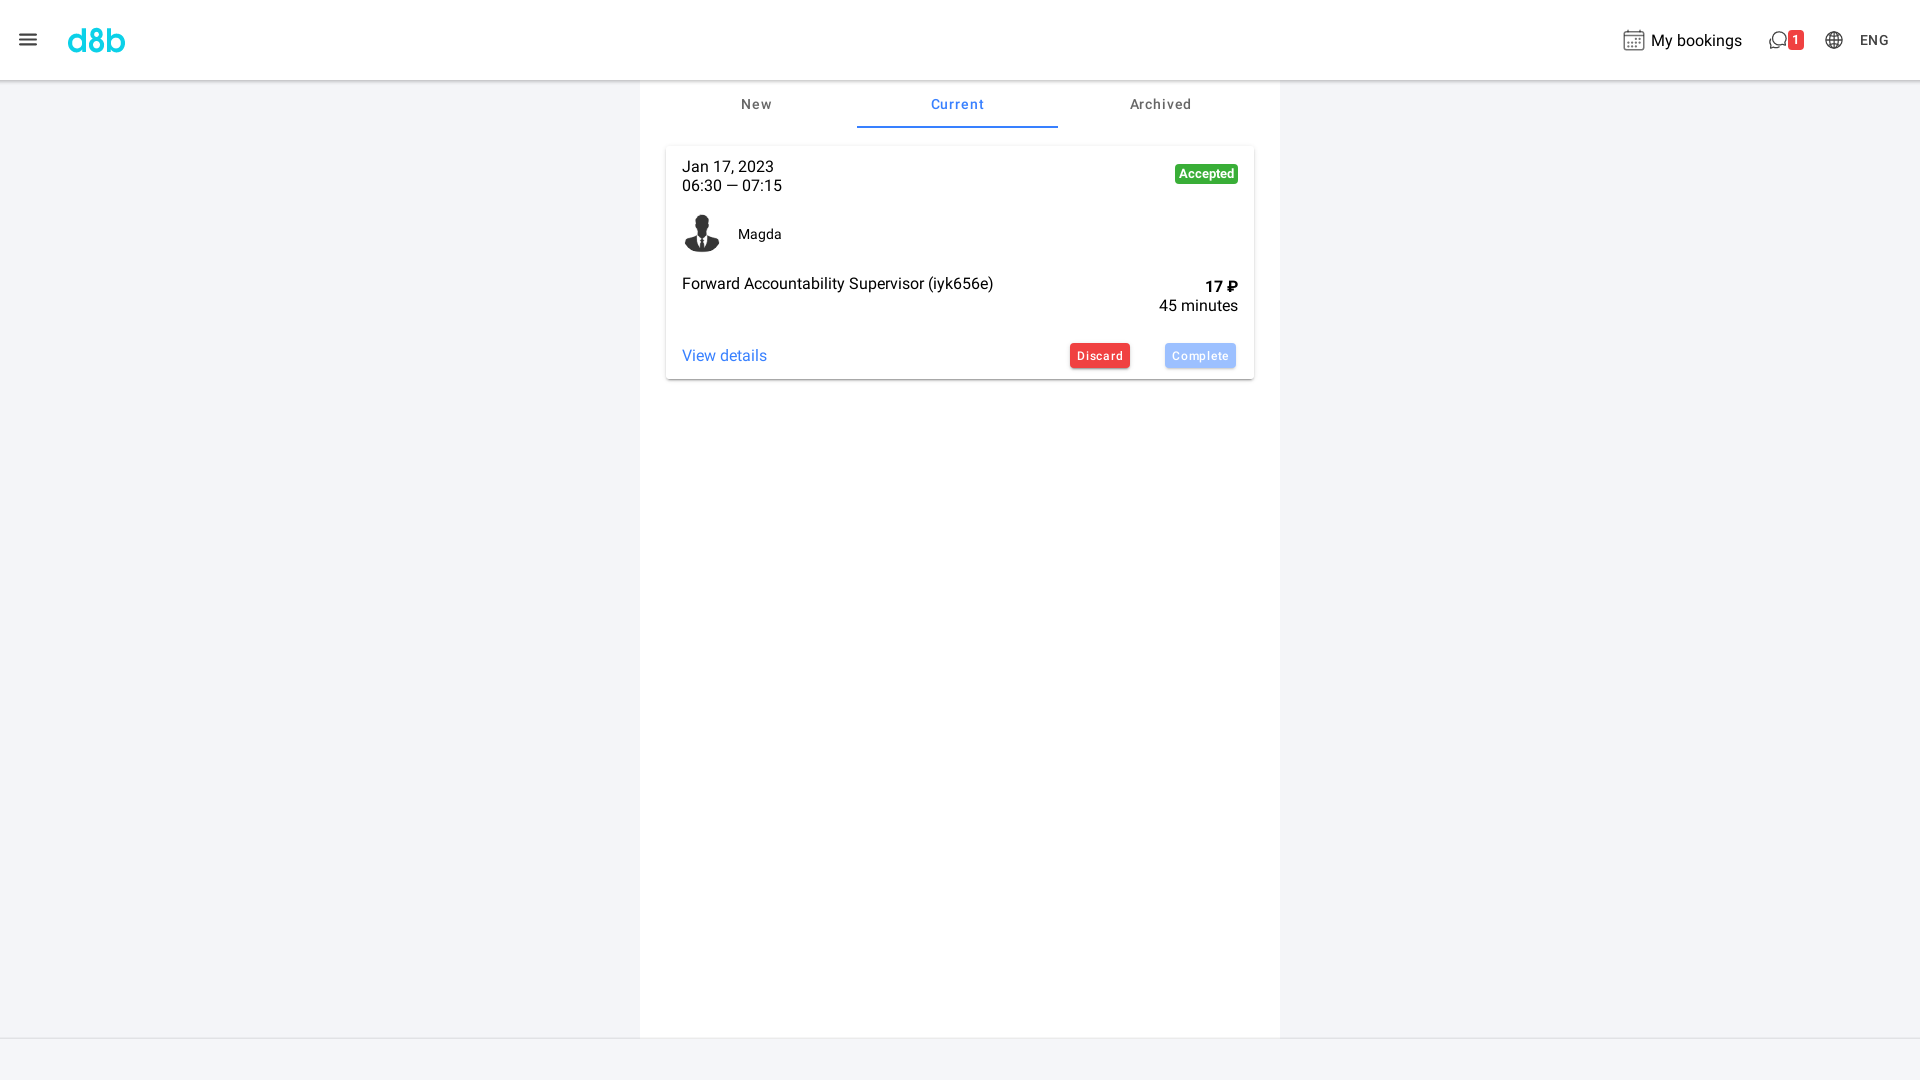 d8b
My bookings
1
ENG
New
Current
Archived
Jan 17, 2023
06:30 — 07:15
Accepted
Magda
Forward Accountability Supervisor (iyk656e)
17 ₽
45 minutes
View details
Discard
Complete